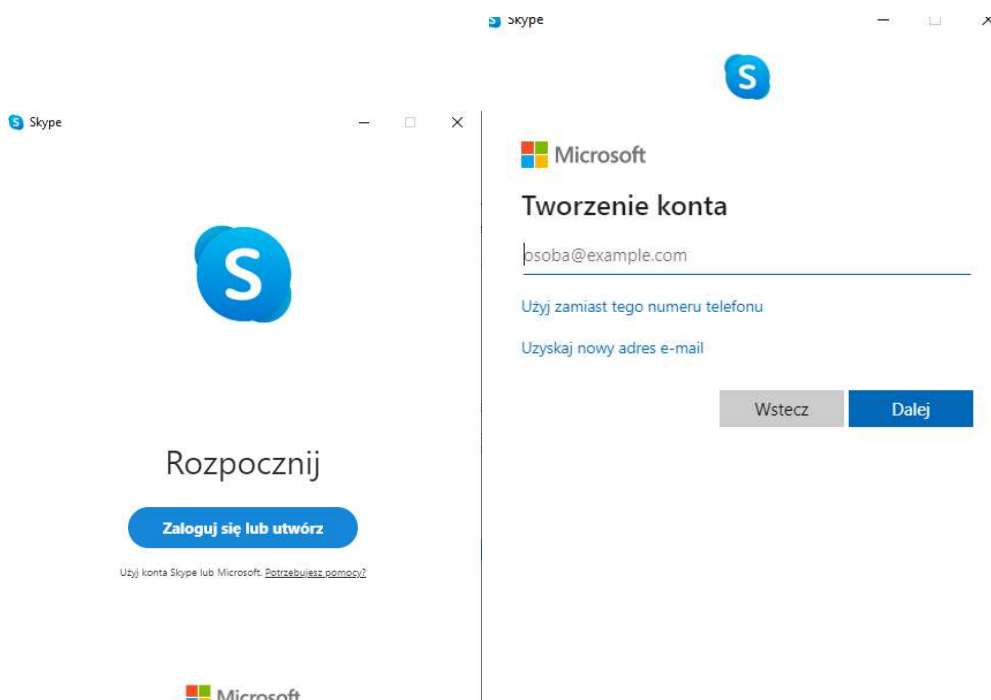 Skype
S
Rozpocznij
Zaloguj się lub utwórz
Użyj konta Skype lub Microsoft. Potrzebujesz pomocy?
Microsoft
Skype
S
Microsoft
Tworzenie konta
osoba@example.com
Użyj zamiast tego numeru telefonu
Uzyskaj nowy adres e-mail
Wstecz
Dalej